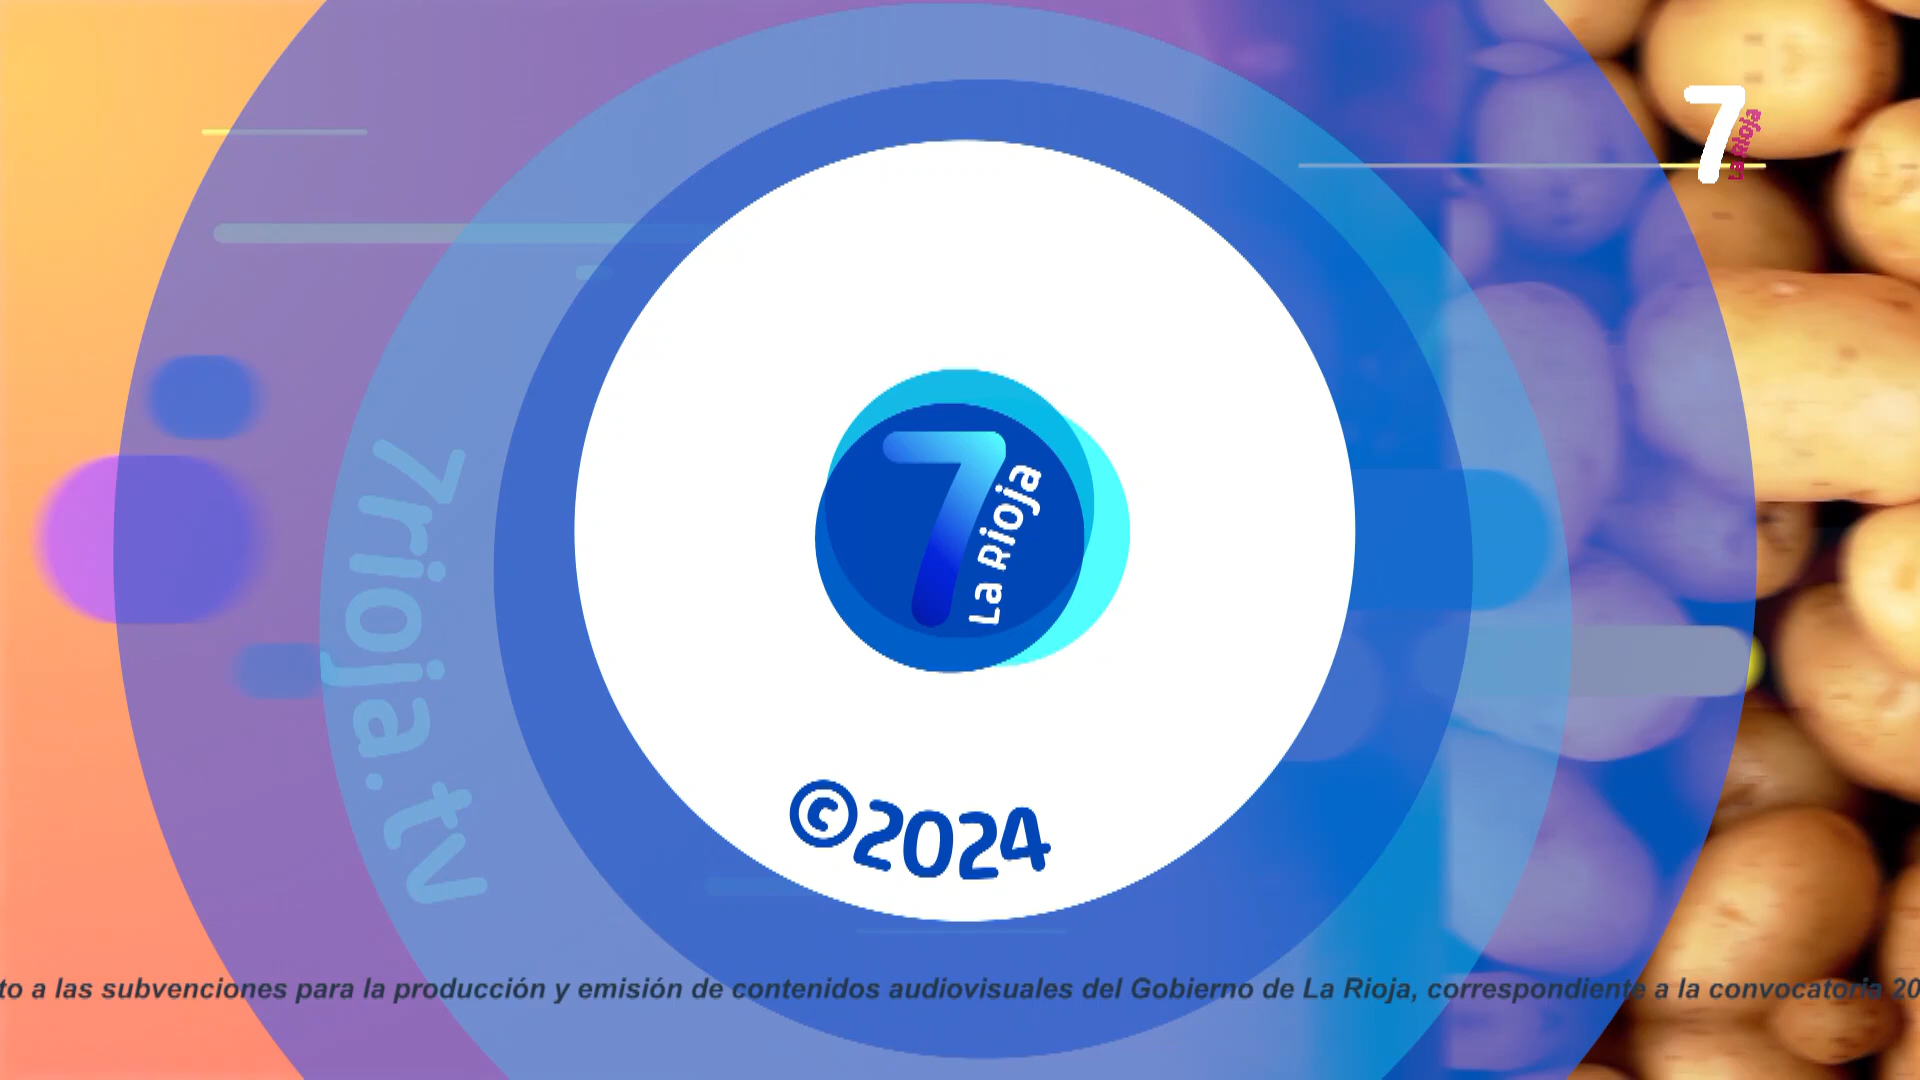 7
La Rioja
7rioja.tv
7
La Rioja
©2024
to a las subvenciones para la producción y emisión de contenidos audiovisuales del Gobierno de La Rioja, correspondiente a la convocatoria 20